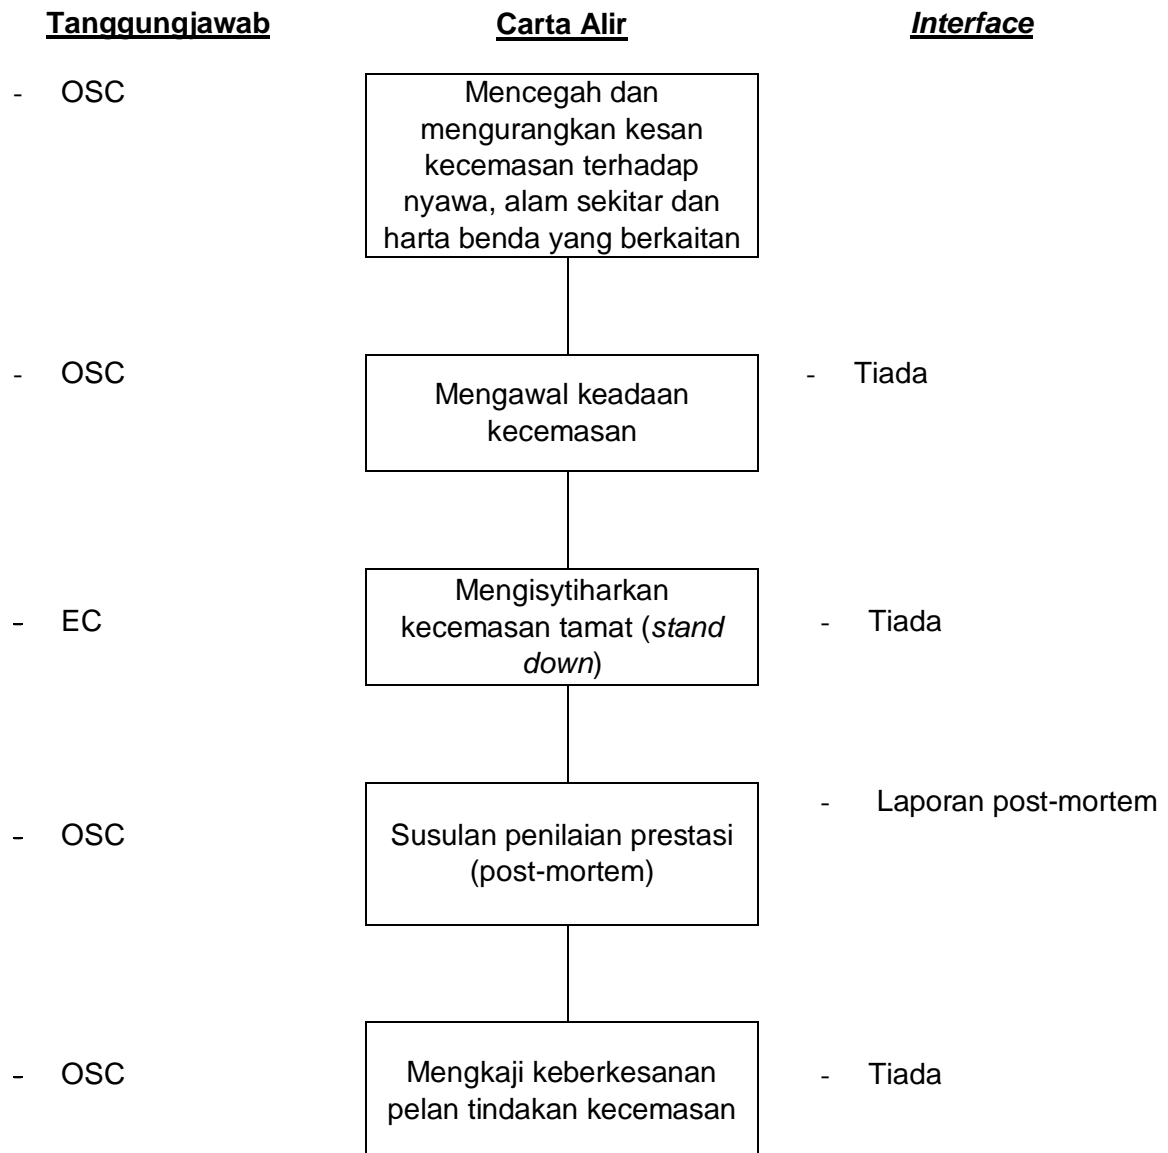 Tanggungjawab Carta Alir Interface
- OSC
Mencegah dan
mengurangkan kesan
kecemasan terhadap
nyawa, alam sekitar dan
harta benda yang berkaitan
- OSC
Mengawal keadaan
kecemasan
- Tiada
- EC
Mengisytiharkan
kecemasan tamat (stand
down)
- Tiada
- OSC
Susulan penilaian prestasi
(post-mortem)
- Laporan post-mortem
- OSC
Mengkaji keberkesanan
pelan tindakan kecemasan
- Tiada